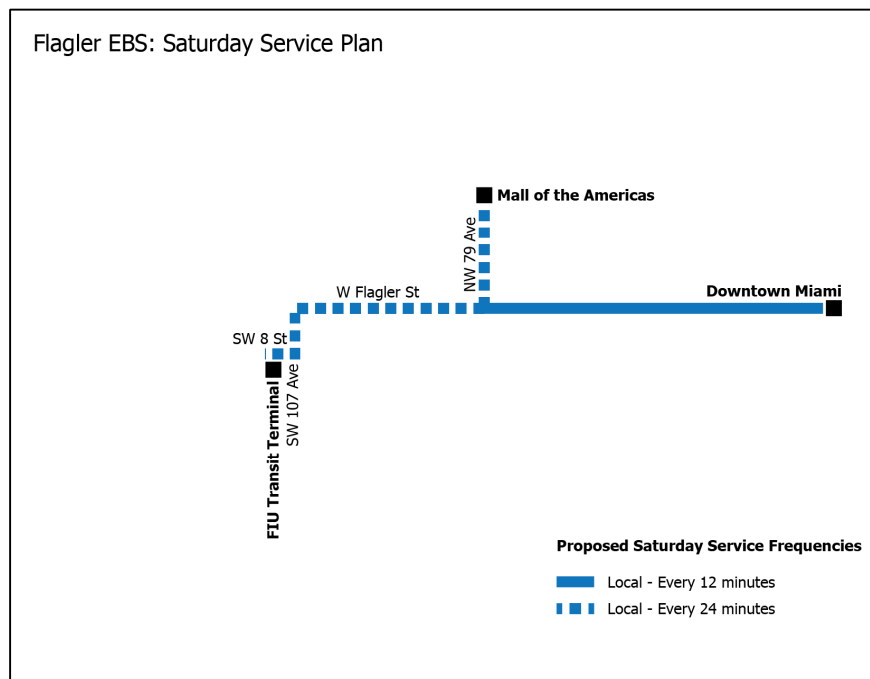 Flagler EBS: Saturday Service Plan
Mall of the Americas
NW 79 Ave
Downtown Miami
W Flagler St
SW 8 St
SW 107 Ave
FIU Transit Terminal
Proposed Saturday Service Frequencies
Local - Every 12 minutes
Local - Every 24 minutes